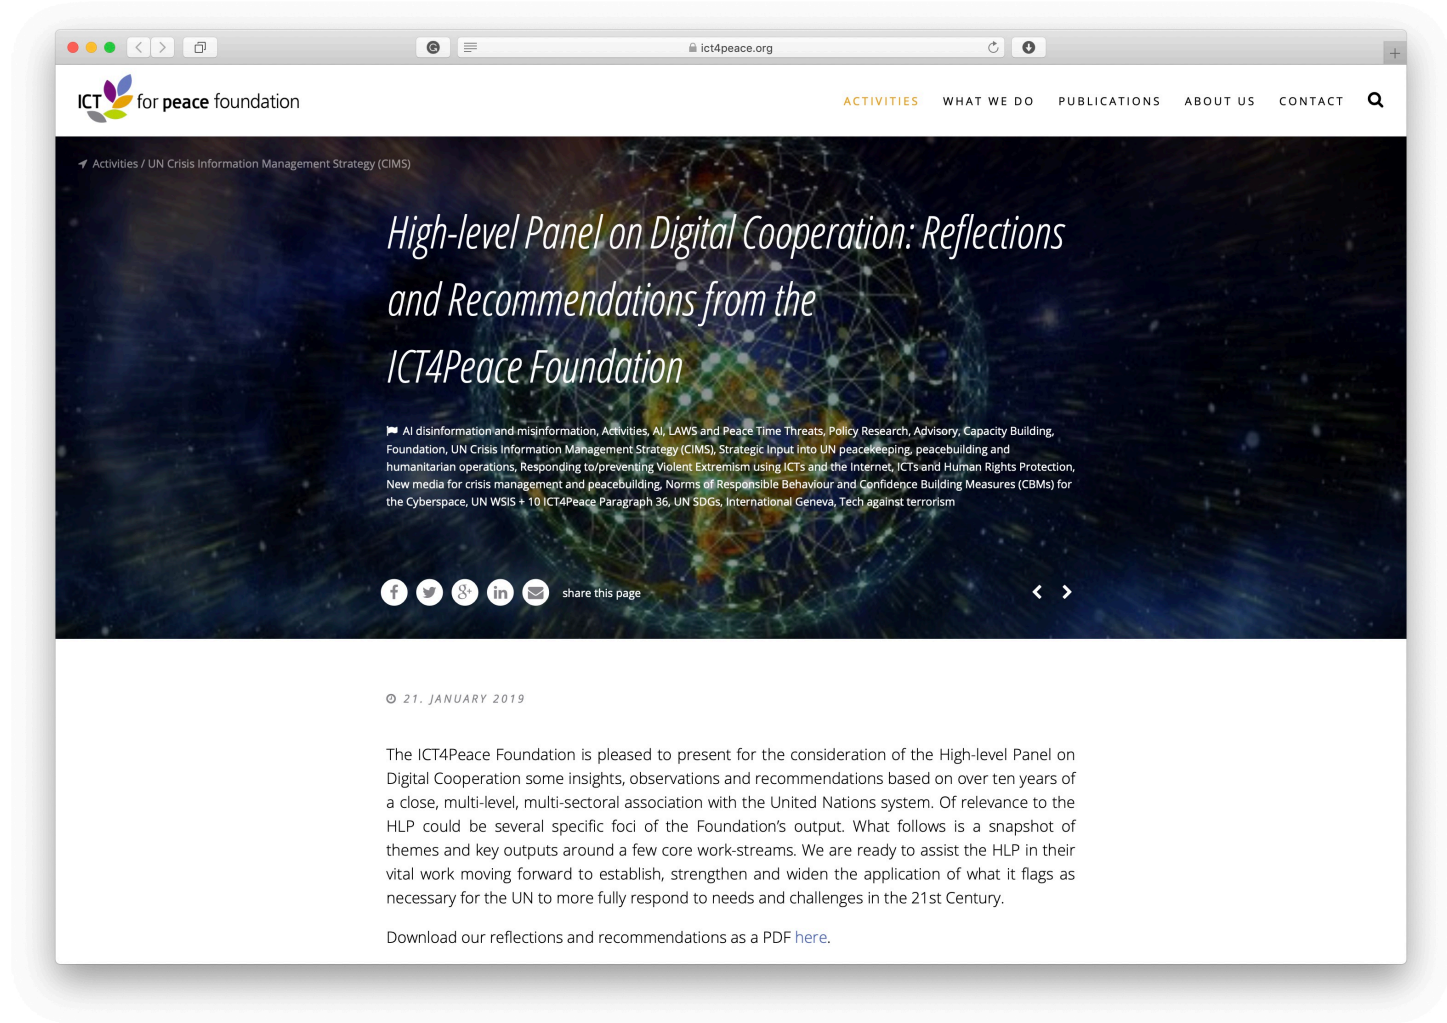 ict4peace.org
ICT for peace foundation
ACTIVITIES WHAT WE DO PUBLICATIONS ABOUT US CONTACT
Activities / UN Crisis Information Management Strategy (CIMS)
High-level Panel on Digital Cooperation: Reflections
and Recommendations from the
ICT4Peace Foundation
AI disinformation and misinformation, Activities, AI, LAWS and Peace Time Threats, Policy Research, Advisory, Capacity Building,
Foundation, UN Crisis Information Management Strategy (CIMS), Strategic Input into UN peacekeeping, peacebuilding and
humanitarian operations, Responding to/preventing Violent Extremism using ICTs and the Internet, ICTs and Human Rights Protection,
New media for crisis management and peacebuilding, Norms of Responsible Behaviour and Confidence Building Measures (CBMs) for
the Cyberspace, UN WSIS + 10 ICT4Peace Paragraph 36, UN SDGs, International Geneva, Tech against terrorism
share this page
21. JANUARY 2019
The ICT4Peace Foundation is pleased to present for the consideration of the High-level Panel on
Digital Cooperation some insights, observations and recommendations based on over ten years of
a close, multi-level, multi-sectoral association with the United Nations system. Of relevance to the
HLP could be several specific foci of the Foundation's output. What follows is a snapshot of
themes and key outputs around a few core work-streams. We are ready to assist the HLP in their
vital work moving forward to establish, strengthen and widen the application of what it flags as
necessary for the UN to more fully respond to needs and challenges in the 21st Century.
Download our reflections and recommendations as a PDF here.